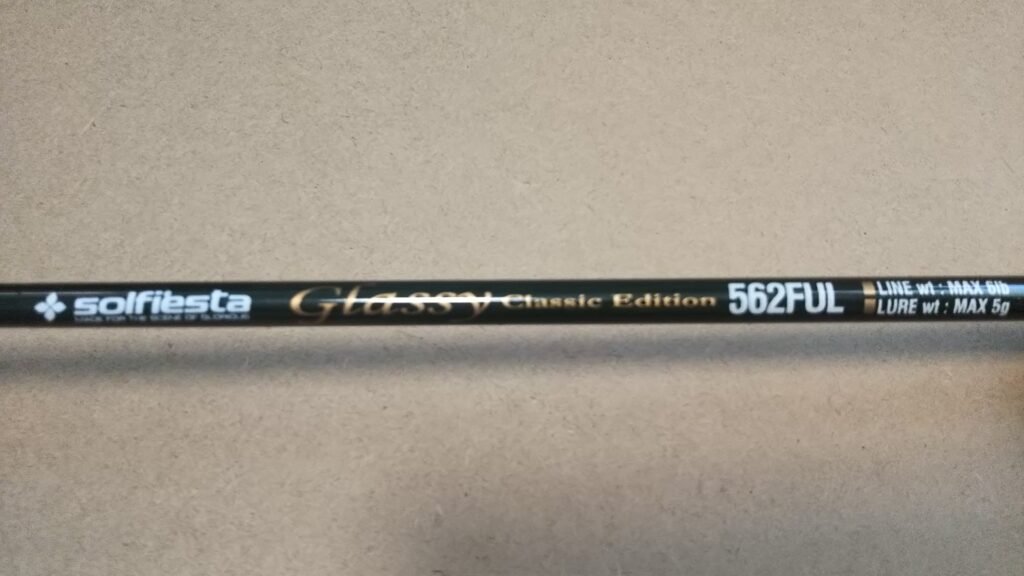 solfiesta
Glassy Classic Edition
562FUL
LINE wt : MAX 6lb
LURE wt : MAX 5g